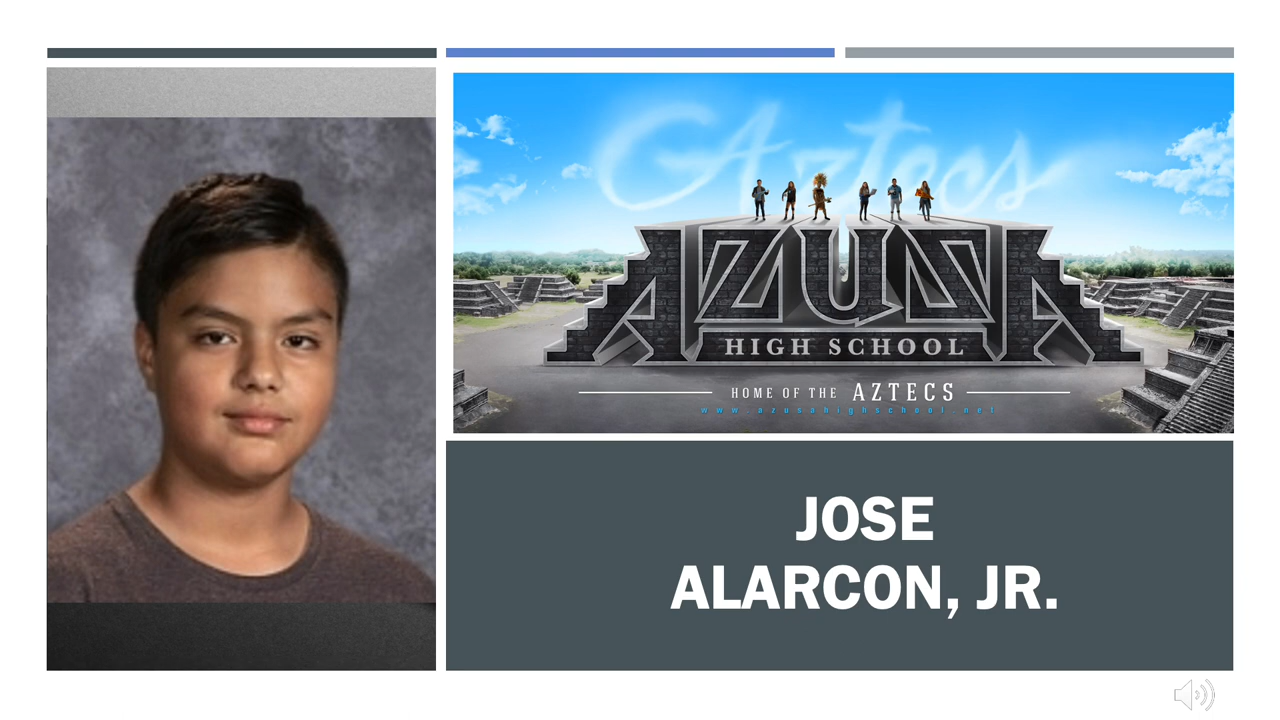 Aztecs
AZUSA
HIGH SCHOOL
HOME OF THE AZTECS
www.azusahighschool.net
JOSE
ALARCON, JR.